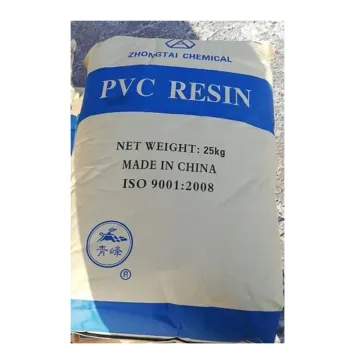 ZHONGTAI CHEMICAL
PVC RESIN
NET WEIGHT: 25kg
MADE IN CHINA
ISO 9001:2008
青峰
®